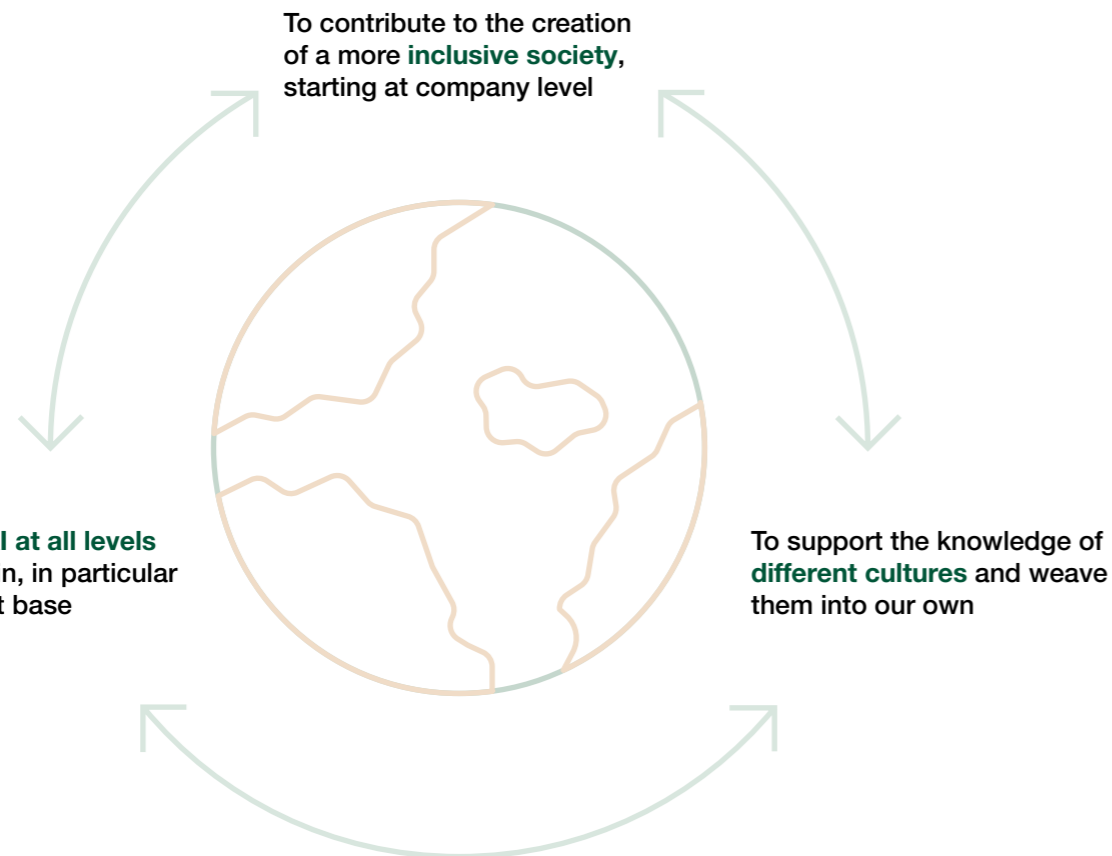 To contribute to the creation
of a more inclusive society,
starting at company level
at all levels
in particular
base
To support the knowledge of
different cultures and weave
them into our own